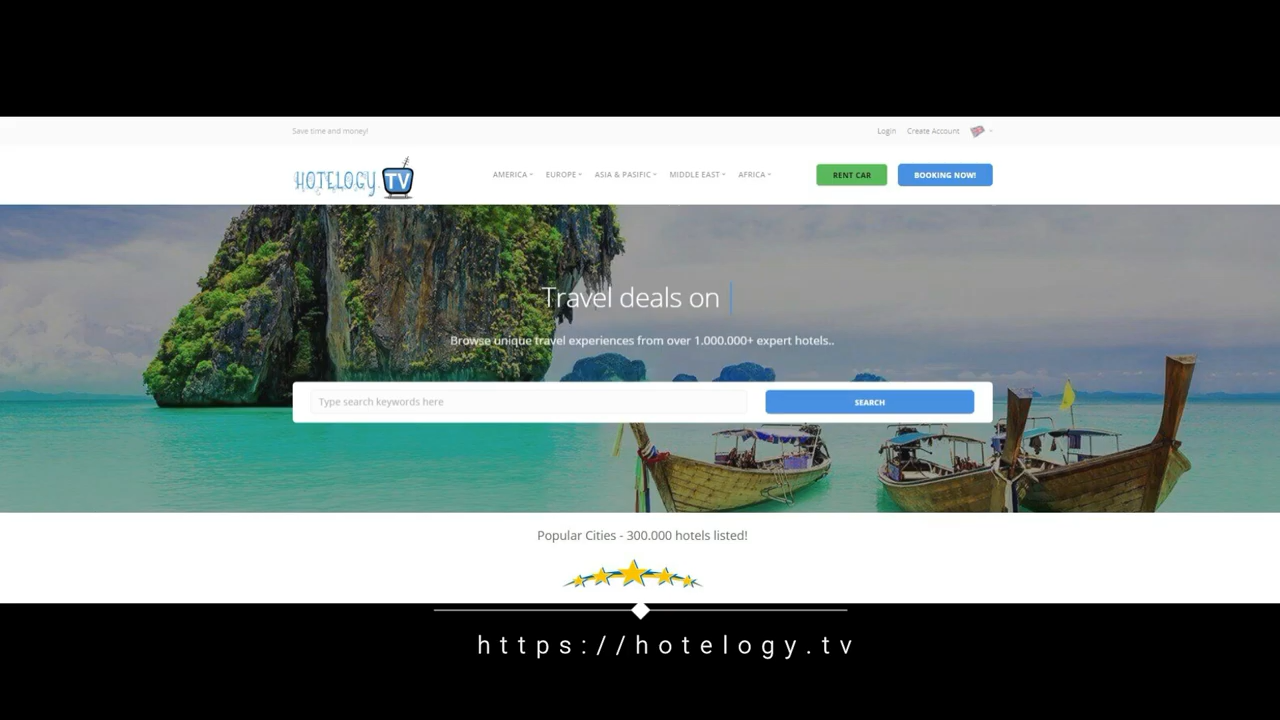 Save time and money!
Login Create Account
HOTELOGY.TV
AMERICA EUROPE ASIA & PASIFIC MIDDLE EAST AFRICA
RENT CAR BOOKING NOW!
Travel deals on
Browse unique travel experiences from over 1.000.000+ expert hotels..
Type search keywords here SEARCH
Popular Cities - 300.000 hotels listed!
https://hotelogy.tv